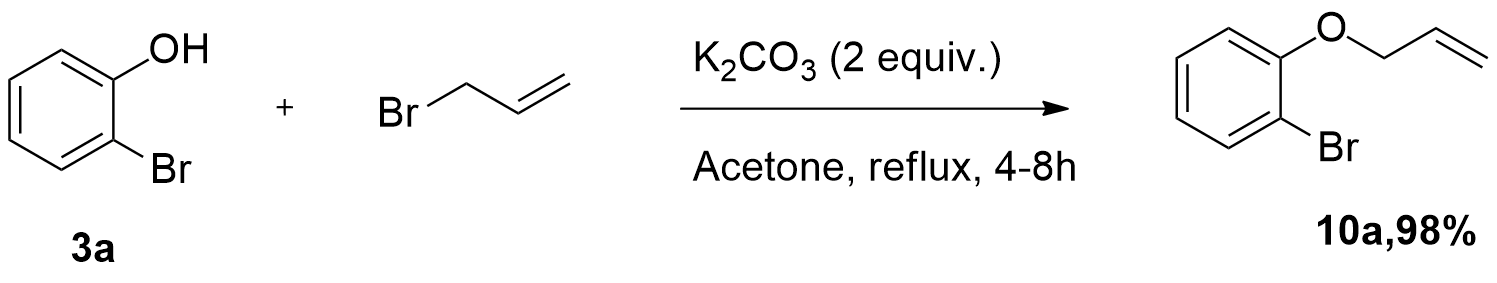 OH
Br
3a
+
Br
K₂CO₃ (2 equiv.)
Acetone, reflux, 4-8h
O
Br
10a,98%